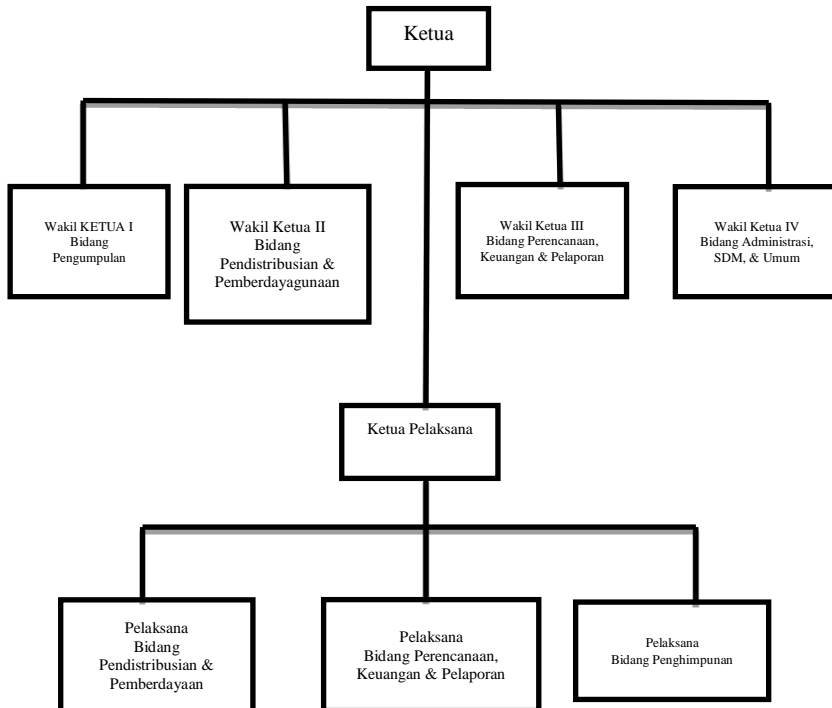 Ketua
Wakil KETUA I
Bidang
Pengumpulan
Wakil Ketua II
Bidang
Pendistribusian &
Pemberdayagunaan
Wakil Ketua III
Bidang Perencanaan,
Keuangan & Pelaporan
Wakil Ketua IV
Bidang Administrasi,
SDM, & Umum
Ketua Pelaksana
Pelaksana
Bidang
Pendistribusian &
Pemberdayaan
Pelaksana
Bidang Perencanaan,
Keuangan & Pelaporan
Pelaksana
Bidang Penghimpunan